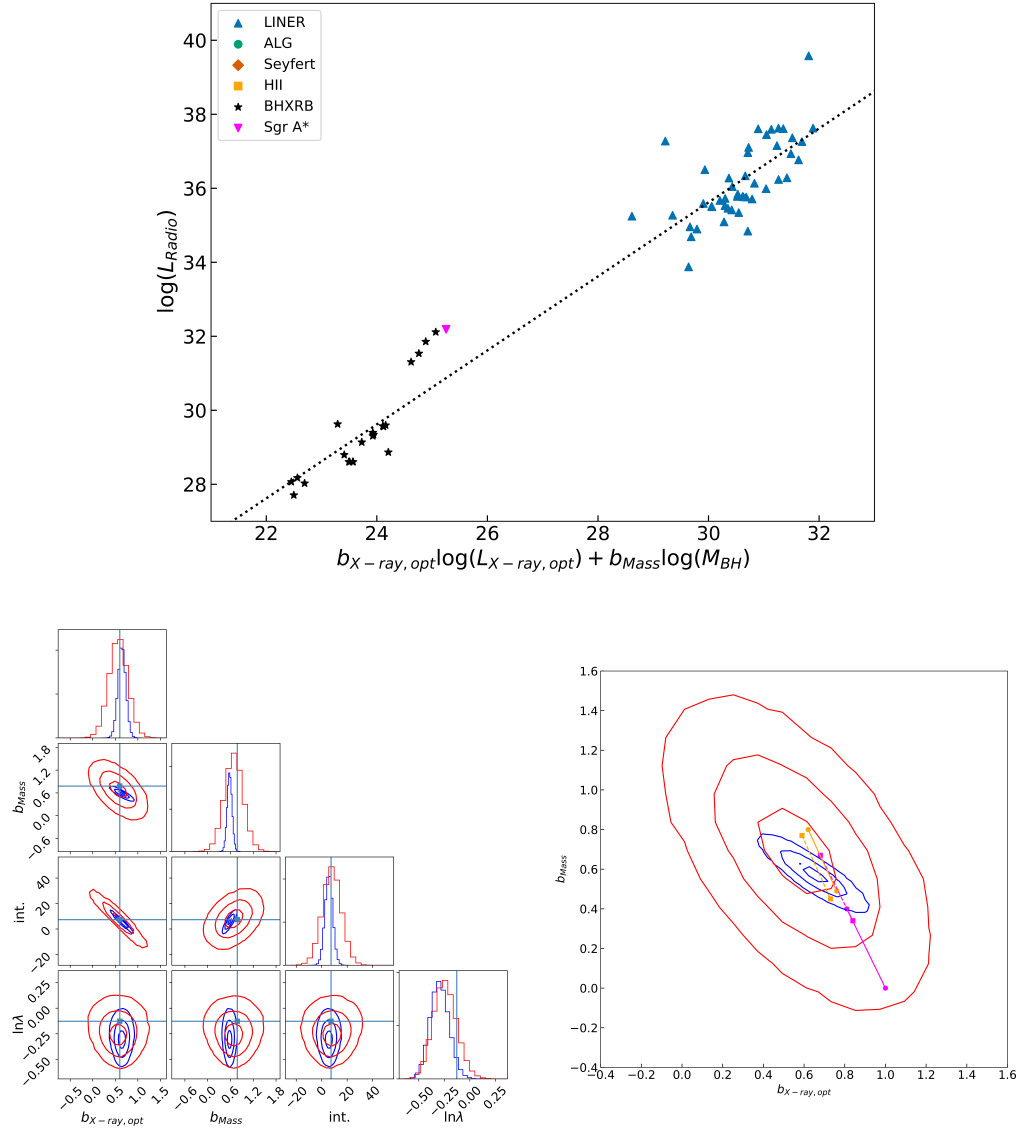 LINER
ALG
Seyfert
HII
BHXRB
Sgr A*
40
38
36
34
32
30
28
log(L_Radio)
22 24 26 28 30 32
b_X−ray,opt log(L_X−ray,opt) + b_Mass log(M_BH)
1.8
1.2
0.6
0.0
−0.6
b_Mass
40
20
0
−20
int.
0.25
0.00
−0.25
−0.50
lnλ
−0.5 0.0 0.5 1.0 1.5
b_X−ray,opt
−0.6 0.0 0.6 1.2 1.8
b_Mass
−20 0 20 40
int.
−0.50 −0.25 0.00 0.25
lnλ
1.6
1.4
1.2
1.0
0.8
0.6
0.4
0.2
0.0
−0.2
−0.4
b_Mass
−0.4 −0.2 0.0 0.2 0.4 0.6 0.8 1.0 1.2 1.4 1.6
b_X−ray,opt